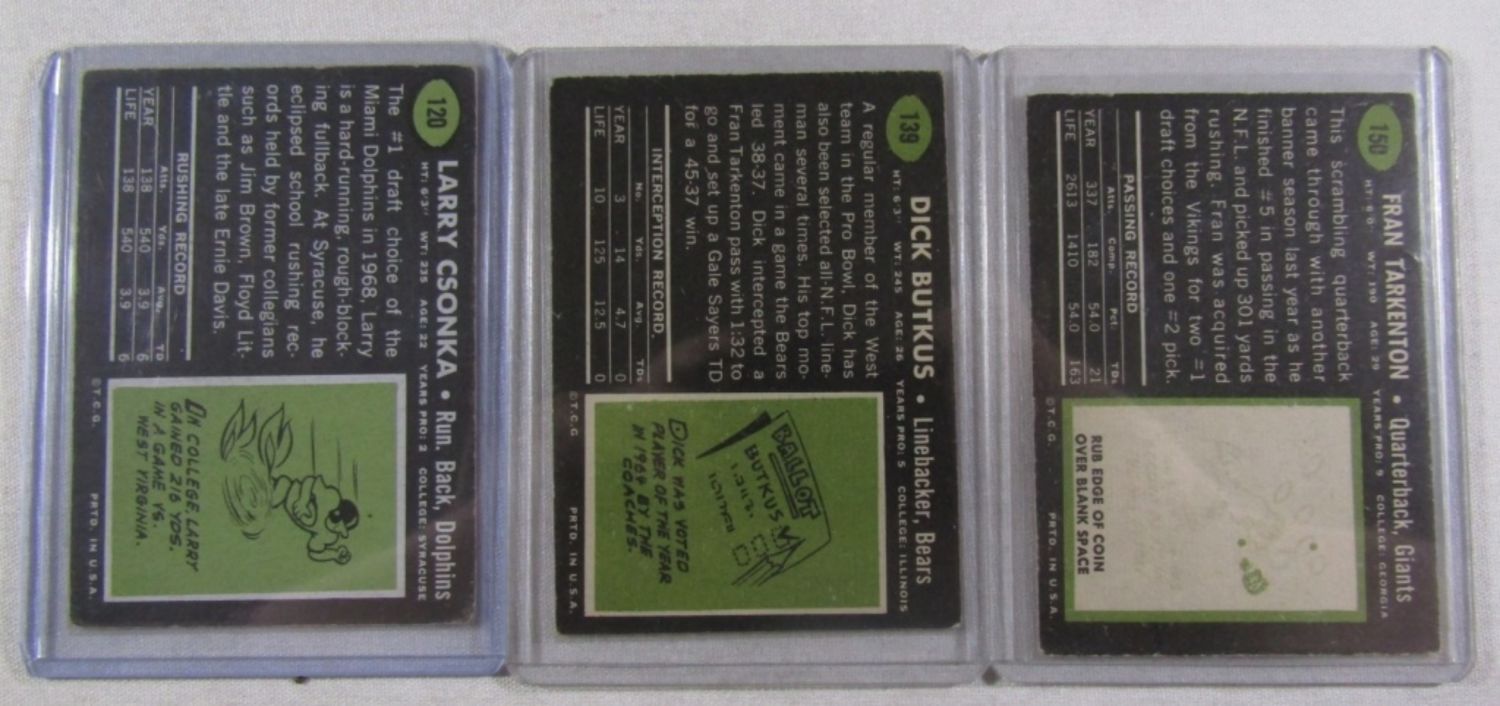 120
LARRY CSONKA • Run. Back, Dolphins
HT: 6'3" WT: 235 AGE: 22 YEARS PRO: 2 COLLEGE: SYRACUSE
The #1 draft choice of the
Miami Dolphins in 1968, Larry
is a hard-running, rough-block-
ing fullback. At Syracuse, he
eclipsed school rushing rec-
ords held by former collegians
such as Jim Brown, Floyd Lit-
tle and the late Ernie Davis.
RUSHING RECORD
Atts. Yds. Avg. TD
YEAR 138 540 3.9 6
LIFE 138 540 3.9 6
IN COLLEGE, LARRY
GAINED 216 YDS.
IN A GAME VS.
WEST VIRGINIA.
©T.C.G. PRTD. IN U.S.A.
139
DICK BUTKUS • Linebacker, Bears
HT: 6'3" WT: 245 AGE: 26 YEARS PRO: 5 COLLEGE: ILLINOIS
A regular member of the West
team in the Pro Bowl, Dick has
also been selected all-N.F.L. line-
man several times. His top mo-
ment came in a game the Bears
led 38-37. Dick intercepted a
Fran Tarkenton pass with 1:32 to
go and set up a Gale Sayers TD
for a 45-37 win.
INTERCEPTION RECORD
No. Yds. Avg. TDs
YEAR 3 14 4.7 0
LIFE 10 125 12.5 0
BALLOT
BUTKUS
DICK WAS VOTED
PLAYER OF THE YEAR
IN 1964 BY THE
COACHES.
©T.C.G PRTD. IN U.S.A.
150
FRAN TARKENTON • Quarterback, Giants
WT: 190 AGE: 29 YEARS PRO: 9 COLLEGE: GEORGIA
This scrambling quarterback
came through with another
banner season last year as he
finished #5 in passing in the
N.F.L. and picked up 301 yards
rushing. Fran was acquired
from the Vikings for two #1
draft choices and one #2 pick.
PASSING RECORD
Atts. Comp. Pct. TDs
YEAR 337 182 54.0 21
LIFE 2613 1410 54.0 163
RUB EDGE OF COIN
OVER BLANK SPACE
©T.C.G. PRTD. IN U.S.A.